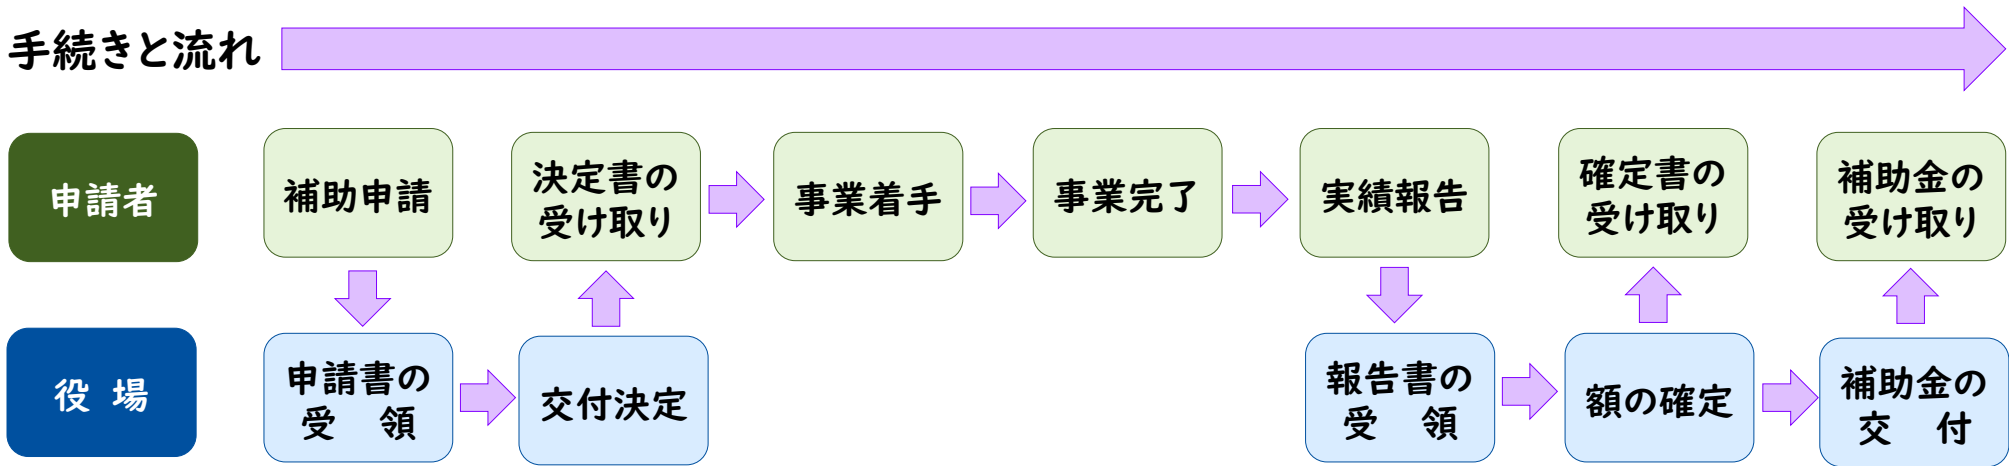 手続きと流れ
申請者
補助申請
決定書の
受け取り
事業着手
事業完了
実績報告
確定書の
受け取り
補助金の
受け取り
役 場
申請書の
受 領
交付決定
報告書の
受 領
額の確定
補助金の
交 付